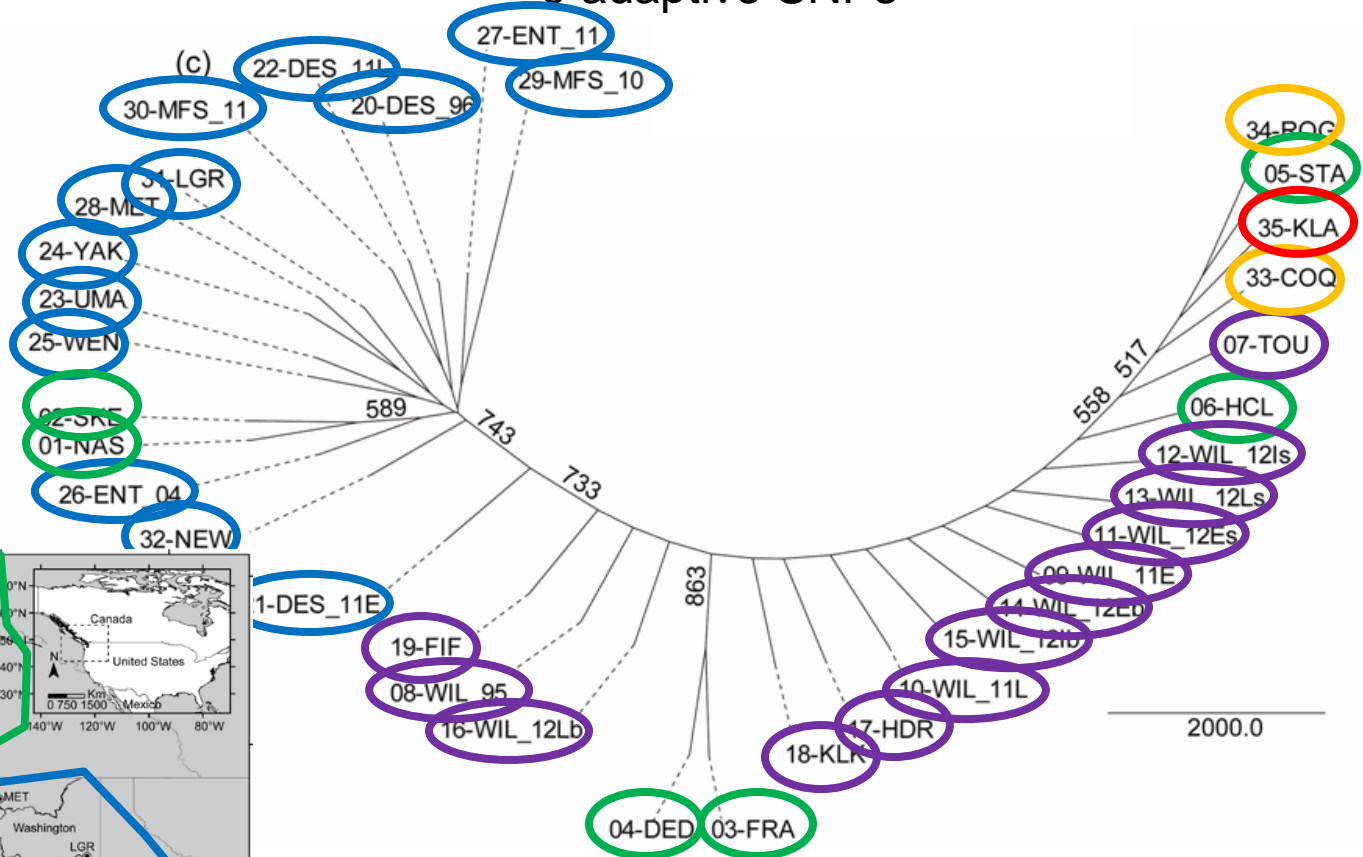 adaptive SNPs
(c)
27-ENT_11
22-DES_11L
29-MFS_10
30-MFS_11
20-DES_96
34-ROG
05-STA
31-LGR
28-MET
35-KLA
24-YAK
33-COQ
23-UMA
25-WEN
07-TOU
517
589
558
02-SKE
06-HCL
743
01-NAS
12-WIL_12Is
733
26-ENT_04
13-WIL_12Ls
32-NEW
11-WIL_12Es
09-WIL_11E
863
1-DES_11E
14-WIL_12Eb
19-FIF
15-WIL_12Ib
08-WIL_95
10-WIL_11L
16-WIL_12Lb
17-HDR
2000.0
18-KLK
04-DED
03-FRA
Canada
N
United States
40°N
30°N
Km
0 750 1500
Mexico
140°W 120°W 100°W 80°W
MET
Washington
LGR